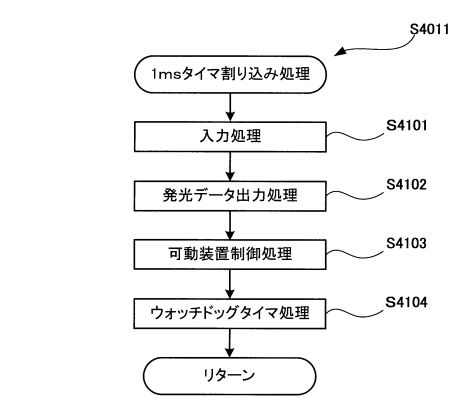 S4011
1msタイマ割り込み処理
入力処理
S4101
発光データ出力処理
S4102
可動装置制御処理
S4103
ウォッチドッグタイマ処理
S4104
リターン